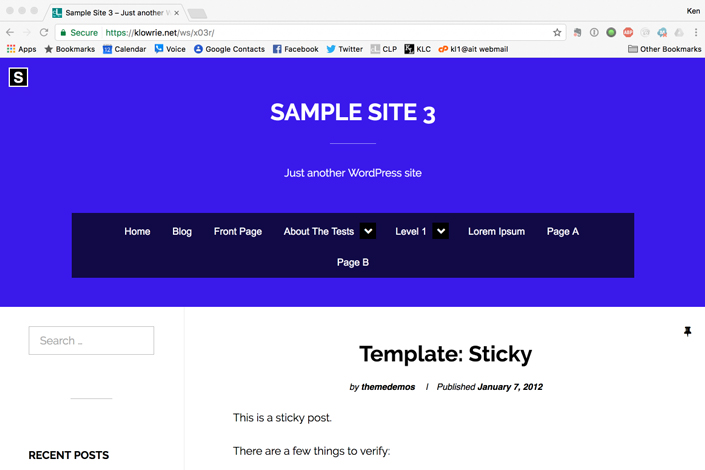 Sample Site 3 – Just another W
Ken
Secure https://kiowrie.net/ws/x03r/
Apps Bookmarks Calendar Voice Google Contacts Facebook Twitter CLP KLC kl1@ait webmail Other Bookmarks
S
SAMPLE SITE 3
Just another WordPress site
Home Blog Front Page About The Tests Level 1 Lorem Ipsum Page A
Page B
Search ...
Template: Sticky
by themedemos | Published January 7, 2012
This is a sticky post.
There are a few things to verify:
RECENT POSTS